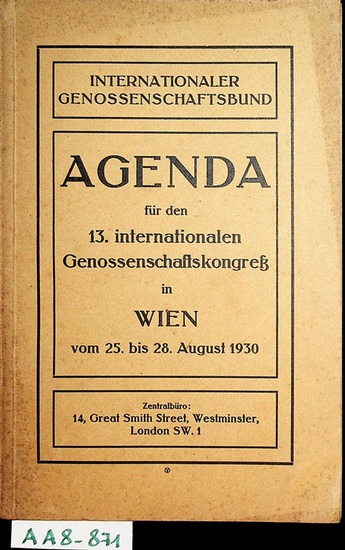 INTERNATIONALER
GENOSSENSCHAFTSBUND
AGENDA
für den
13. internationalen
Genossenschaftskongreß
in
WIEN
vom 25. bis 28. August 1930
Zentralbüro:
14, Great Smith Street, Westminster,
London SW. 1
AA8-871